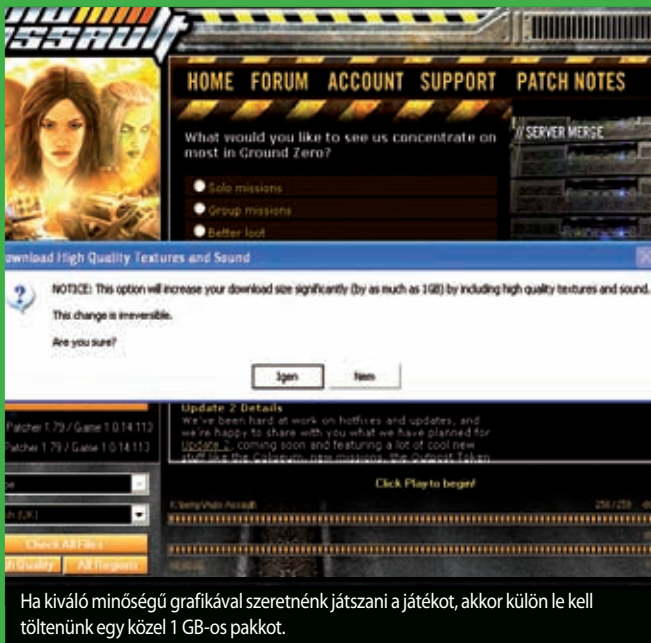 ASSAULT
HOME FORUM ACCOUNT SUPPORT PATCH NOTES
What would you like to see us concentrate on
most in Ground Zero?
Solo missions
Group missions
Better loot
// SERVER MERGE
ownload High Quality Textures and Sound
NOTICE: This option will increase your download size significantly (by as much as 1GB) by including high quality textures and sound.
This change is irreversible.
Are you sure?
Igen
Nem
Update 2 Details
We've been hard at work on hotfixes and updates, and
we're happy to share with you what we have planned for
Update 2, coming soon and featuring a lot of cool new
stuff like the Coliseum, new missions, the Outpost Token
Patcher 1.79 / Game 1.0.14.113
Patcher 1.79 / Game 1.0.14.113
Click Play to begin!
Check All Files
All Regions
Ha kiváló minőségű grafikával szeretnénk játszani a játékot, akkor külön le kell
töltenünk egy közel 1 GB-os pakkot.